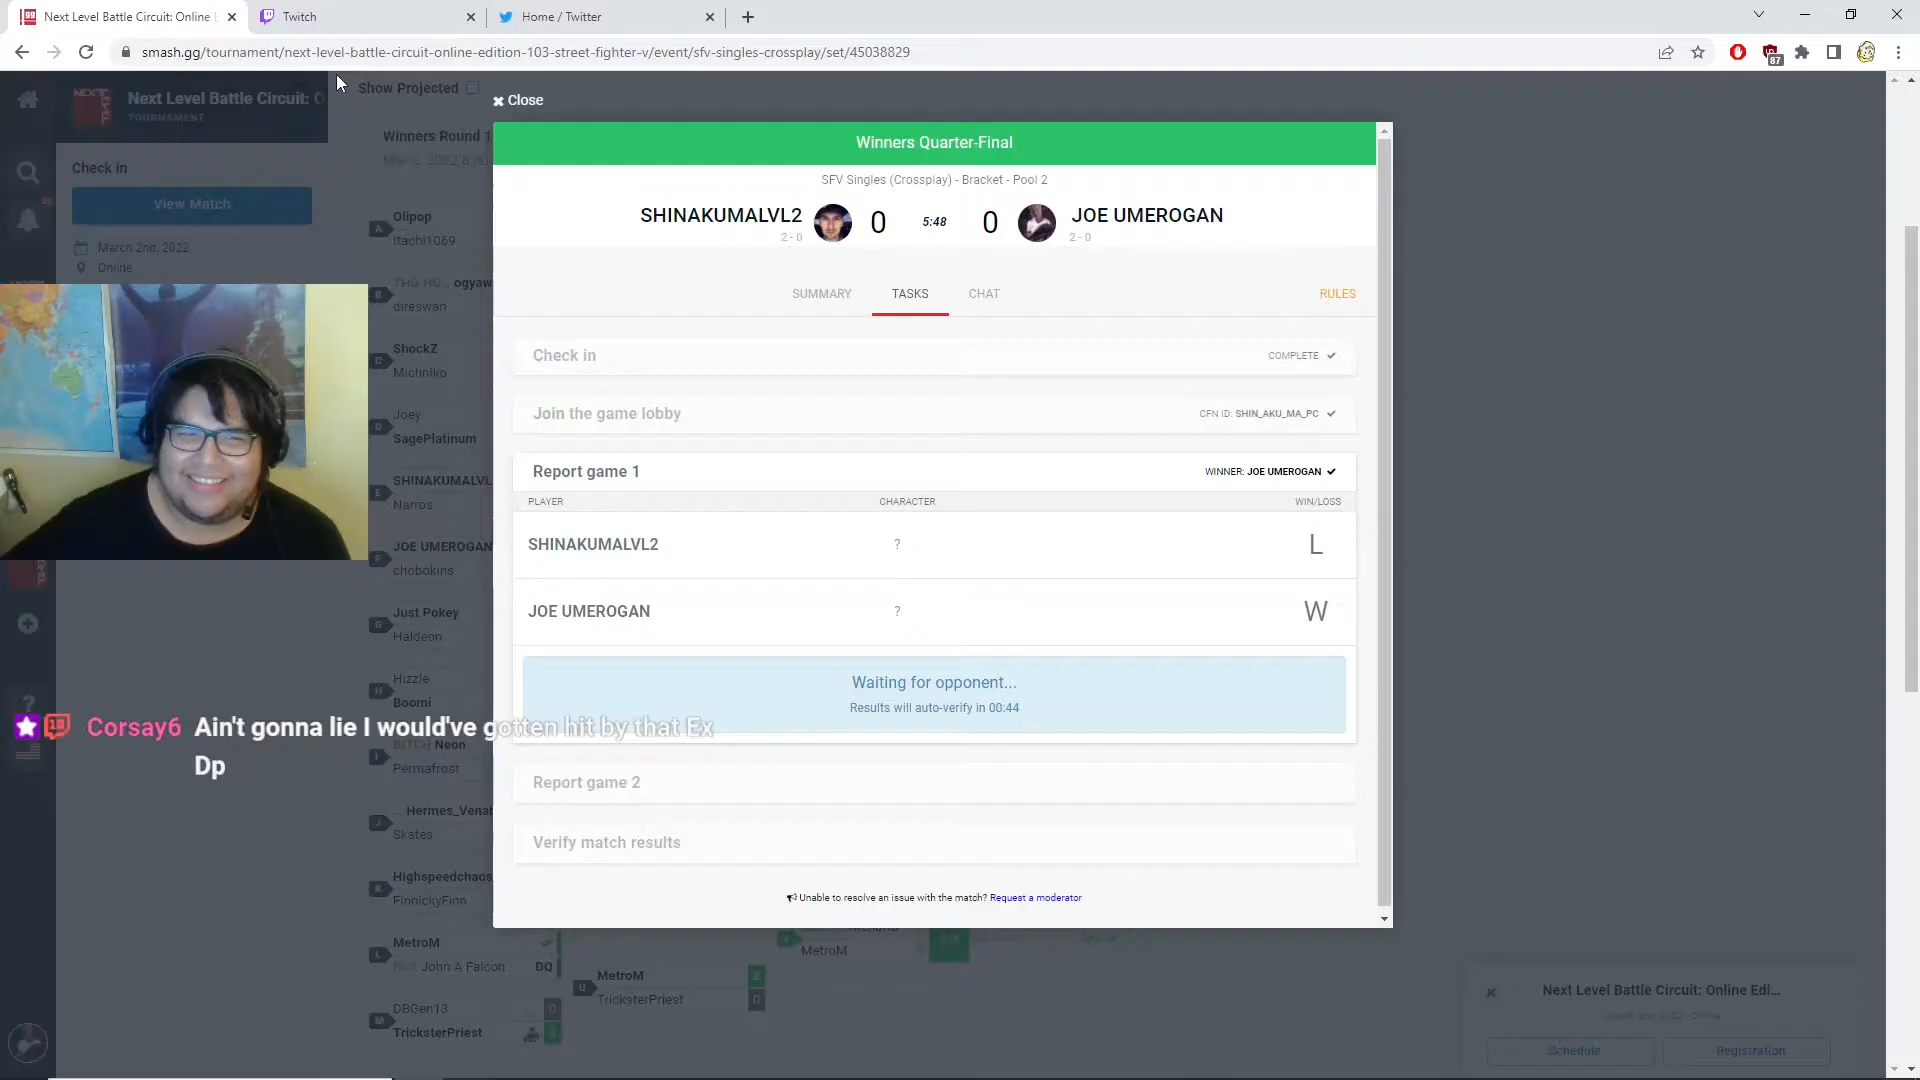 Next Level Battle Circuit: Online E
Twitch
Home / Twitter
smash.gg/tournament/next-level-battle-circuit-online-edition-103-street-fighter-v/event/sfv-singles-crossplay/set/45038829
87
Next Level Battle Circuit: O
TOURNAMENT
Check in
View Match
March 2nd, 2022
Online
Show Projected
Winners Round 1
A
Olipop
Itachi1069
ogyaw
direswan
C
ShockZ
Michniko
D
Joey
SagePlatinum
E
SHINAKUMALVL
Narros
F
JOE UMEROGAN
chobokins
G
Just Pokey
Haldeon
H
Hizzle
Boomi
I
BITCH Neon
Permafrost
J
Hermes_Venat
Skates
K
Highspeedchaos
FinnickyFinn
L
MetroM
John A Falcon DQ
M
DBGen13 0
TricksterPriest
U
MetroM
TricksterPriest 0
MetroM
Close
Winners Quarter-Final
SFV Singles (Crossplay) - Bracket - Pool 2
SHINAKUMALVL2 0 5:48 0 JOE UMEROGAN
2 - 0 2 - 0
SUMMARY TASKS CHAT RULES
Check in COMPLETE
Join the game lobby CFN ID: SHIN_AKU_MA_PC
Report game 1 WINNER: JOE UMEROGAN
PLAYER CHARACTER WIN/LOSS
SHINAKUMALVL2 ? L
JOE UMEROGAN ? W
Waiting for opponent...
Results will auto-verify in 00:44
Corsay6 Ain't gonna lie I would've gotten hit by that Ex
Dp
Report game 2
Verify match results
Unable to resolve an issue with the match? Request a moderator
Next Level Battle Circuit: Online Edi...
Schedule
Registration